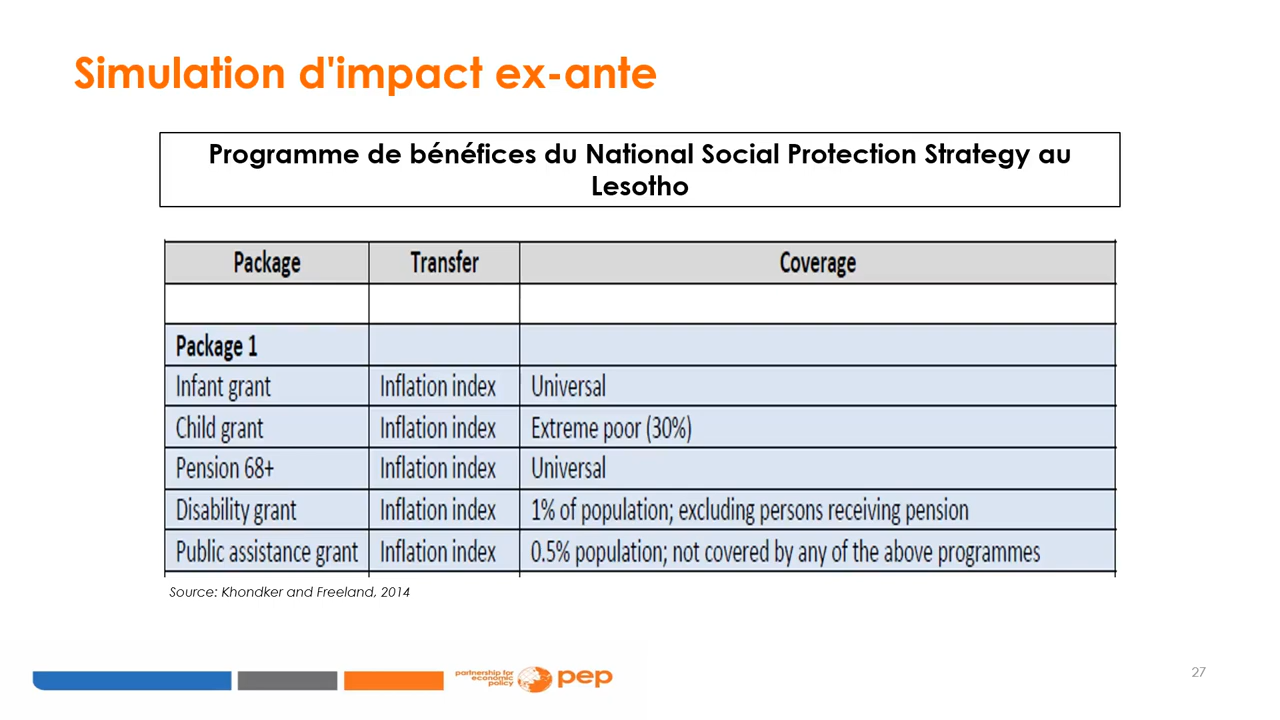 Simulation d'impact ex-ante
Programme de bénéfices du National Social Protection Strategy au
Lesotho
Package Transfer Coverage
Package 1
Infant grant Inflation index Universal
Child grant Inflation index Extreme poor (30%)
Pension 68+ Inflation index Universal
Disability grant Inflation index 1% of population; excluding persons receiving pension
Public assistance grant Inflation index 0.5% population; not covered by any of the above programmes
Source: Khondker and Freeland, 2014
partnership for
economic
policy
pep
27